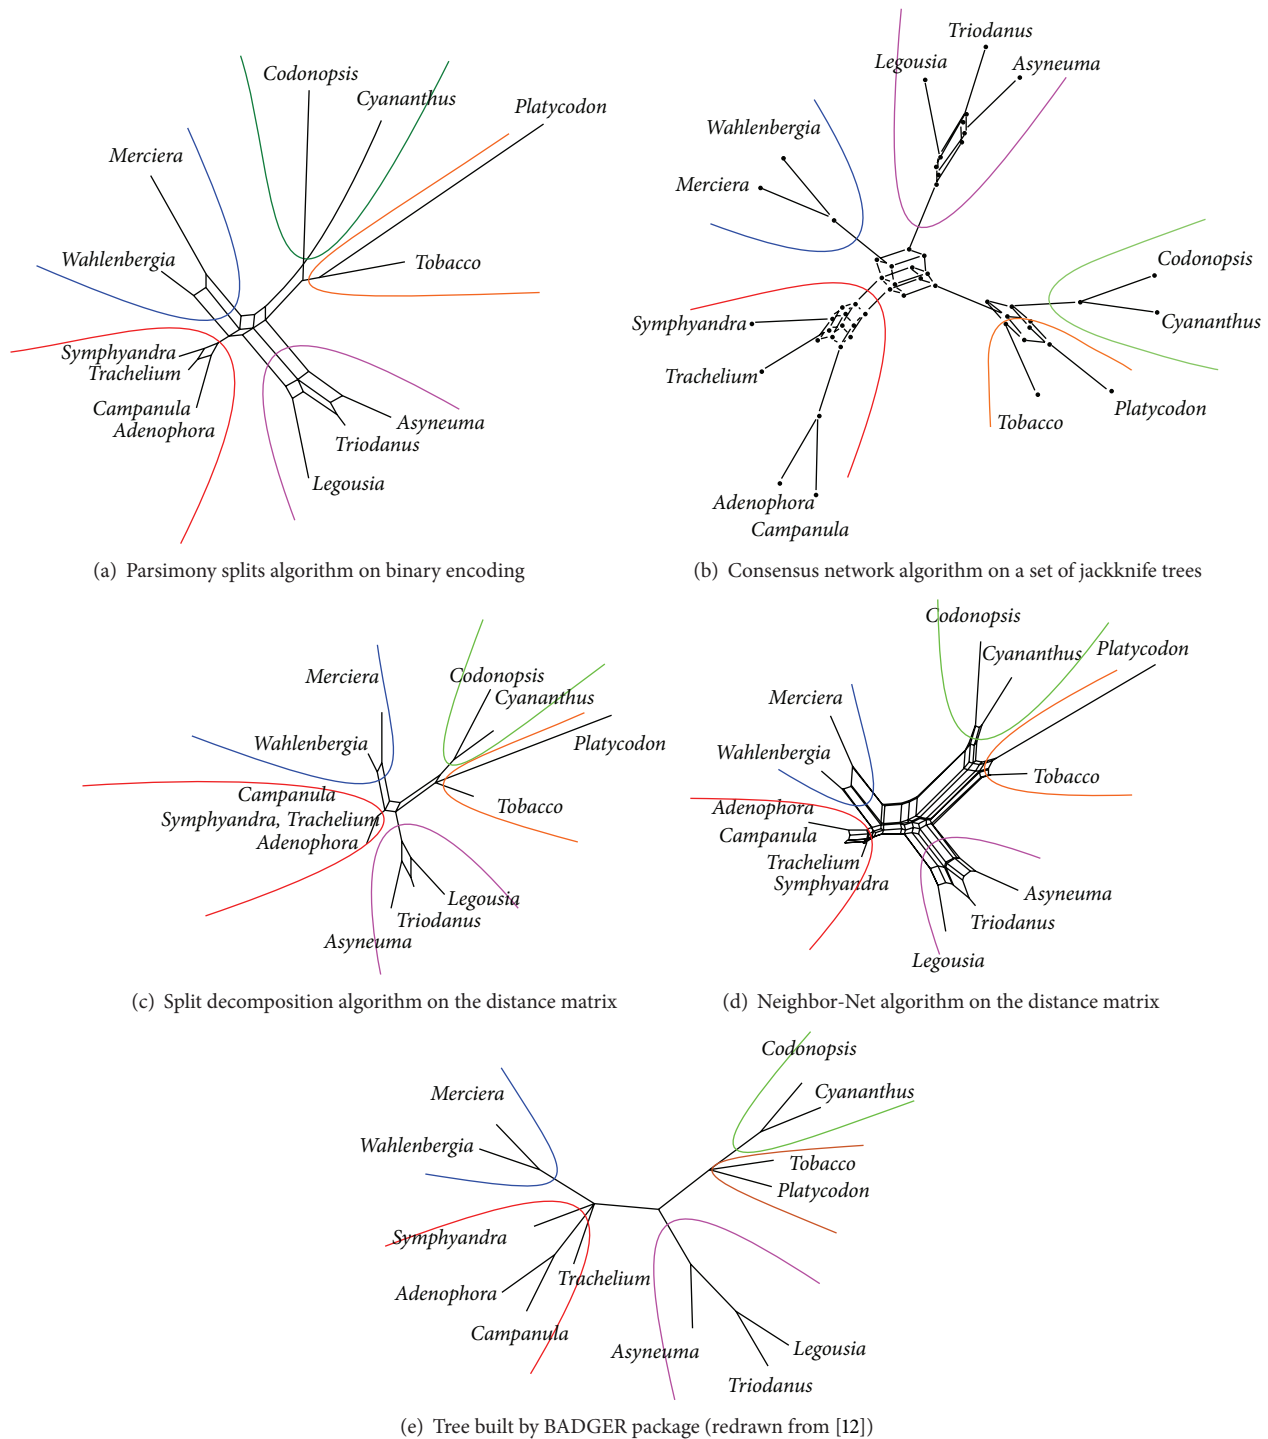 Codonopsis
Cyananthus
Platycodon
Merciera
Wahlenbergia
Tobacco
Symphyandra
Trachelium
Campanula
Adenophora
Asyneuma
Triodanus
Legousia
(a) Parsimony splits algorithm on binary encoding
Triodanus
Legousia
Asyneuma
Wahlenbergia
Merciera
Codonopsis
Symphyandra
Cyananthus
Trachelium
Platycodon
Tobacco
Adenophora
Campanula
(b) Consensus network algorithm on a set of jackknife trees
Merciera
Codonopsis
Cyananthus
Wahlenbergia
Platycodon
Campanula
Symphyandra, Trachelium
Tobacco
Adenophora
Legousia
Triodanus
Asyneuma
(c) Split decomposition algorithm on the distance matrix
Codonopsis
Cyananthus
Platycodon
Merciera
Wahlenbergia
Tobacco
Adenophora
Campanula
Trachelium
Symphyandra
Asyneuma
Triodanus
Legousia
(d) Neighbor-Net algorithm on the distance matrix
Codonopsis
Merciera
Cyananthus
Wahlenbergia
Tobacco
Platycodon
Symphyandra
Trachelium
Adenophora
Campanula
Asyneuma
Legousia
Triodanus
(e) Tree built by BADGER package (redrawn from [12])